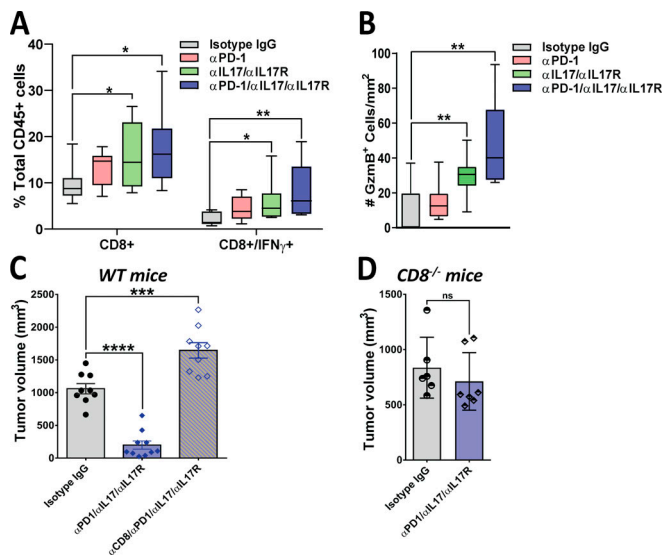 A
Isotype IgG
αPD-1
αIL17/αIL17R
αPD-1/αIL17/αIL17R
% Total CD45+ cells
40
30
20
10
0
*
*
**
*
CD8+
CD8+/IFNγ+
B
Isotype IgG
αPD-1
αIL17/αIL17R
αPD-1/αIL17/αIL17R
# GzmB⁺ Cells/mm²
100
80
60
40
20
0
**
**
C
WT mice
Tumor volume (mm³)
2500
2000
1500
1000
500
0
***
****
Isotype IgG
αPD1/αIL17/αIL17R
αCD8/αPD1/αIL17/αIL17R
D
CD8⁻/⁻ mice
Tumor volume (mm³)
1500
1000
500
0
ns
Isotype IgG
αPD1/αIL17/αIL17R